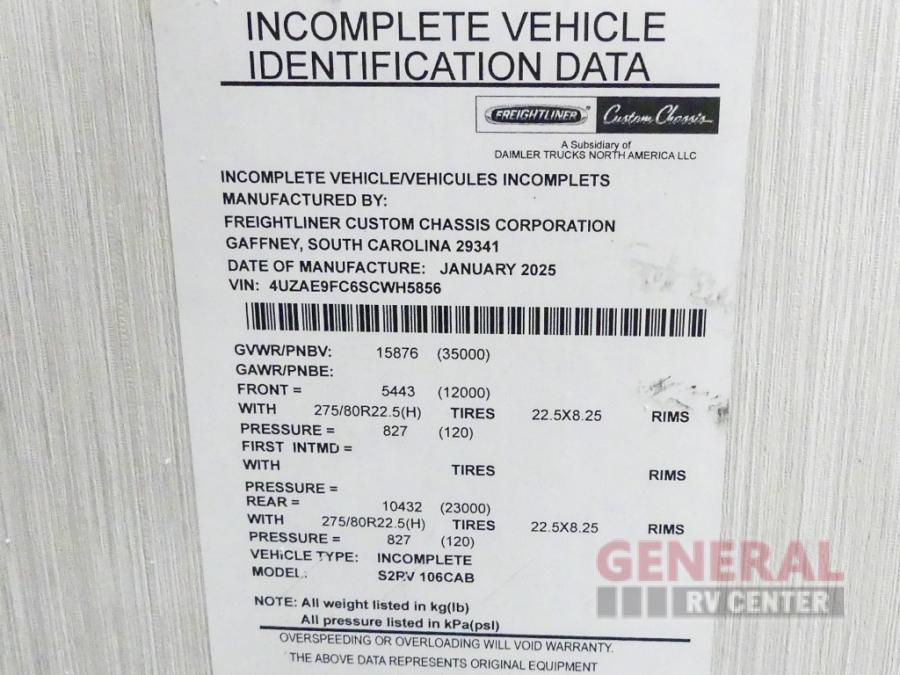 INCOMPLETE VEHICLE
IDENTIFICATION DATA
FREIGHTLINER Custom Chassis
A Subsidiary of
DAIMLER TRUCKS NORTH AMERICA LLC
INCOMPLETE VEHICLE/VEHICULES INCOMPLETS
MANUFACTURED BY:
FREIGHTLINER CUSTOM CHASSIS CORPORATION
GAFFNEY, SOUTH CAROLINA 29341
DATE OF MANUFACTURE: JANUARY 2025
VIN: 4UZAE9FC6SCWH5856
GVWR/PNBV: 15876 (35000)
GAWR/PNBE:
FRONT = 5443 (12000)
WITH 275/80R22.5(H) TIRES 22.5X8.25 RIMS
PRESSURE = 827 (120)
FIRST INTMD =
WITH TIRES RIMS
PRESSURE =
REAR = 10432 (23000)
WITH 275/80R22.5(H) TIRES 22.5X8.25 RIMS
PRESSURE = 827 (120)
VEHICLE TYPE: INCOMPLETE
MODEL: S2RV 106CAB
NOTE: All weight listed in kg(lb)
All pressure listed in kPa(psl)
OVERSPEEDING OR OVERLOADING WILL VOID WARRANTY.
THE ABOVE DATA REPRESENTS ORIGINAL EQUIPMENT
GENERAL
RV CENTER